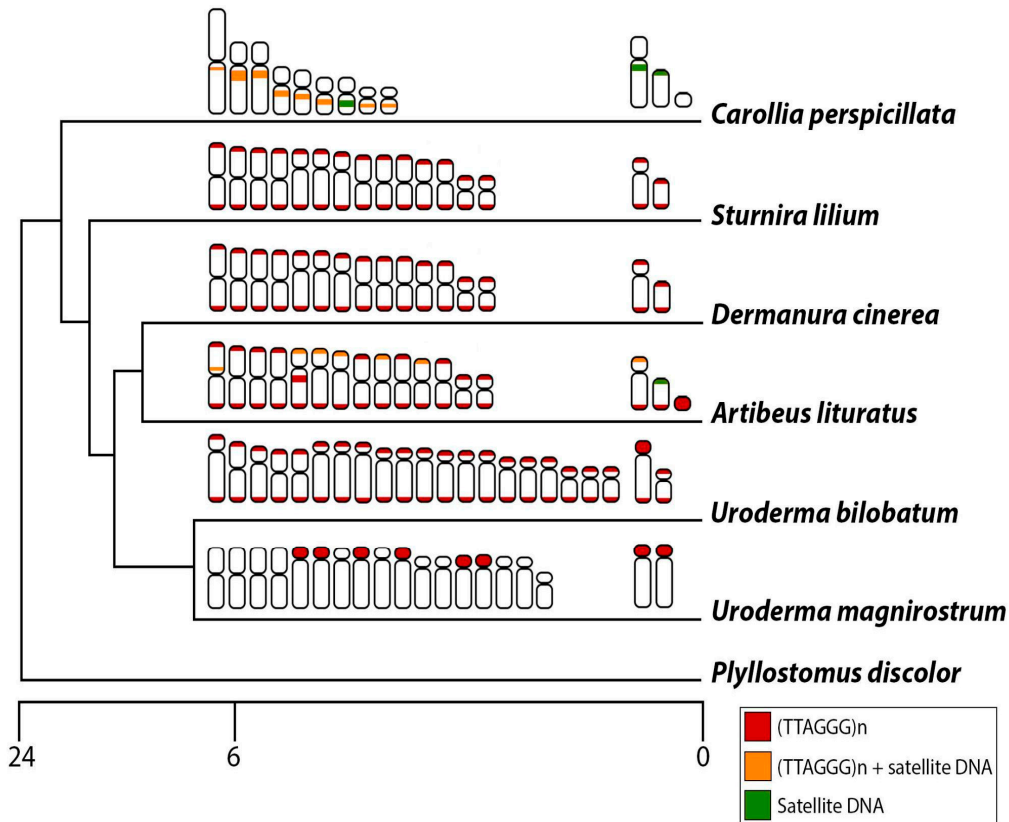 Carollia perspicillata
Sturnira lilium
Dermanura cinerea
Artibeus lituratus
Uroderma bilobatum
Uroderma magnirostrum
Plyllostomus discolor
24 6 0
(TTAGGG)n
(TTAGGG)n + satellite DNA
Satellite DNA